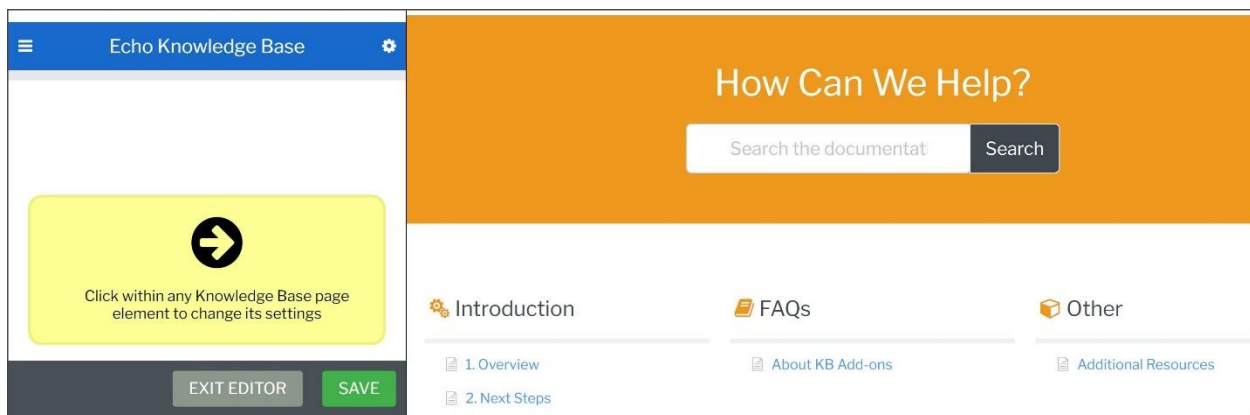 Echo Knowledge Base
Click within any Knowledge Base page
element to change its settings
EXIT EDITOR
SAVE
How Can We Help?
Search the documentat
Search
Introduction
1. Overview
2. Next Steps
FAQs
About KB Add-ons
Other
Additional Resources